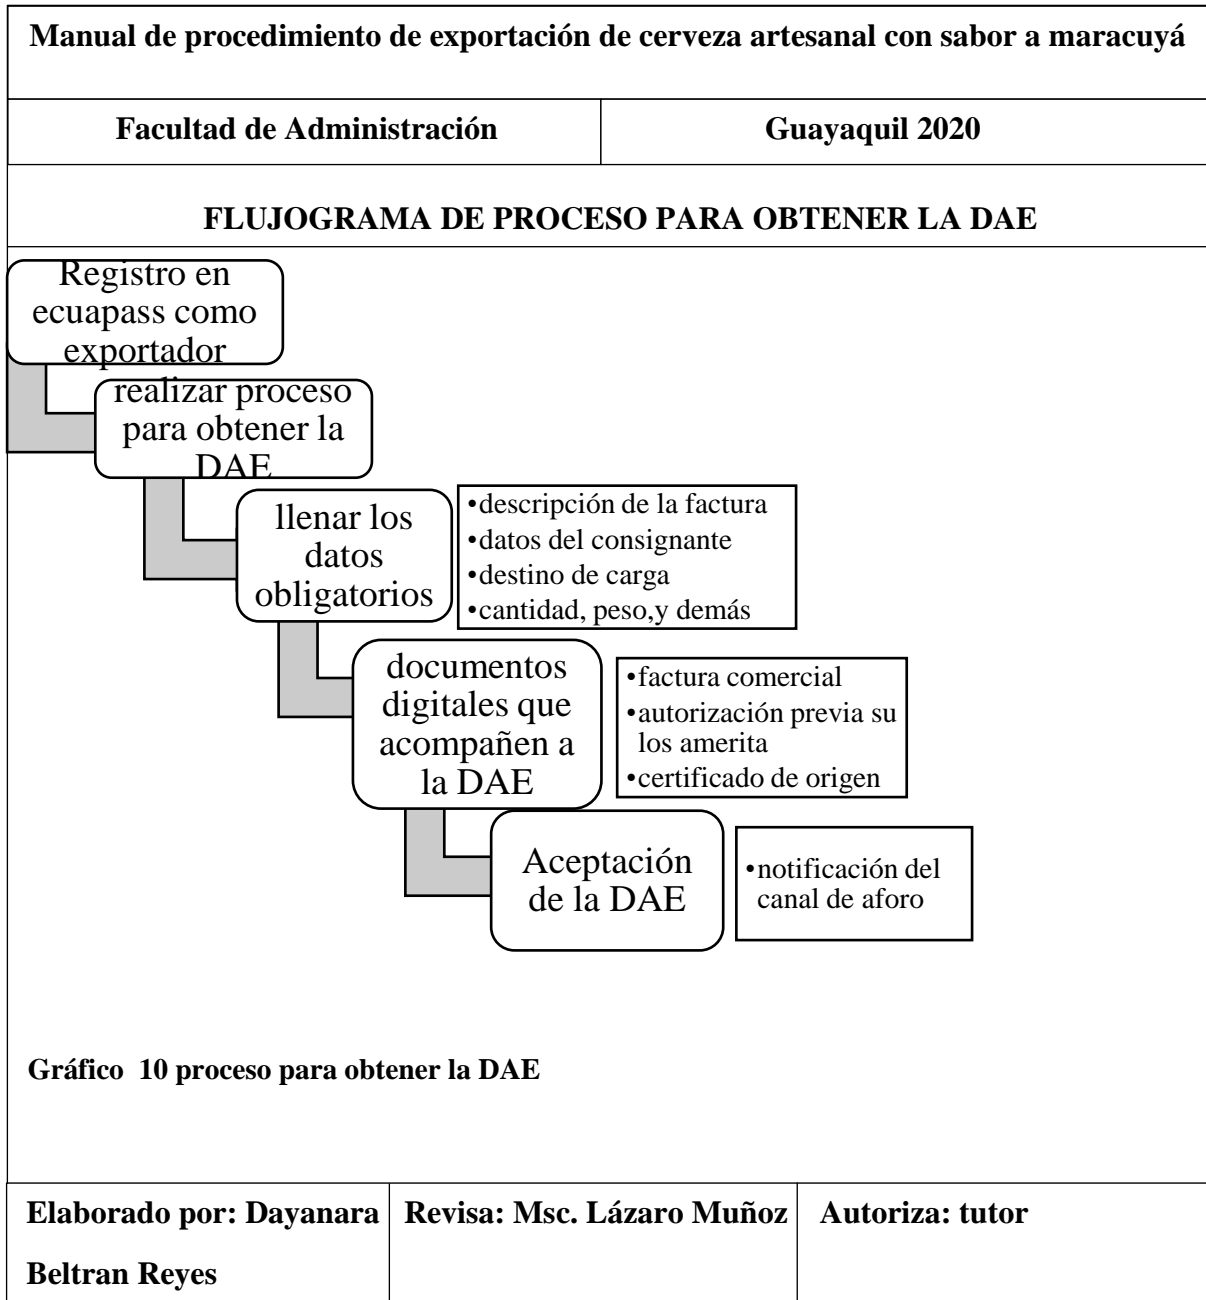 Manual de procedimiento de exportación de cerveza artesanal con sabor a maracuyá
Facultad de Administración
Guayaquil 2020
FLUJOGRAMA DE PROCESO PARA OBTENER LA DAE
Registro en
ecuapass como
exportador
realizar proceso
para obtener la
DAE
llenar los
datos
obligatorios
•descripción de la factura
•datos del consignante
•destino de carga
•cantidad, peso,y demás
documentos
digitales que
acompañen a
la DAE
•factura comercial
•autorización previa su
los amerita
•certificado de origen
Aceptación
de la DAE
•notificación del
canal de aforo
Gráfico  10 proceso para obtener la DAE
Elaborado por: Dayanara
Beltran Reyes
Revisa: Msc. Lázaro Muñoz
Autoriza: tutor